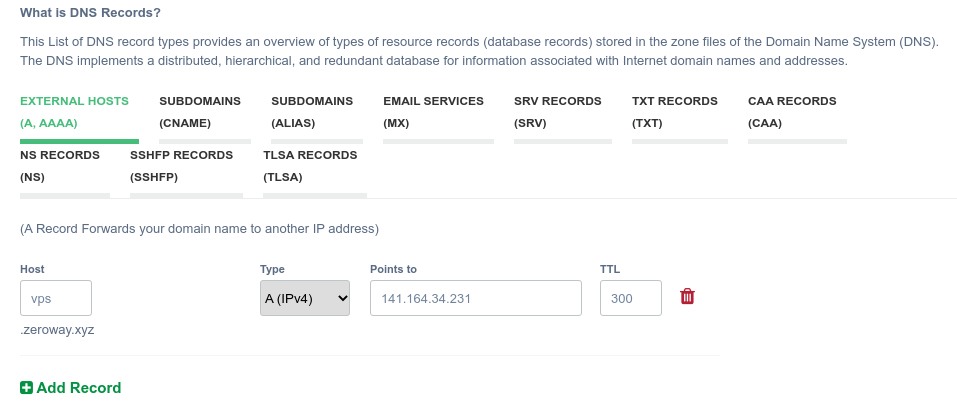 What is DNS Records?
This List of DNS record types provides an overview of types of resource records (database records) stored in the zone files of the Domain Name System (DNS).
The DNS implements a distributed, hierarchical, and redundant database for information associated with Internet domain names and addresses.
EXTERNAL HOSTS (A, AAAA)
SUBDOMAINS (CNAME)
SUBDOMAINS (ALIAS)
EMAIL SERVICES (MX)
SRV RECORDS (SRV)
TXT RECORDS (TXT)
CAA RECORDS (CAA)
NS RECORDS (NS)
SSHFP RECORDS (SSHFP)
TLSA RECORDS (TLSA)
(A Record Forwards your domain name to another IP address)
Host Type Points to TTL
vps A (IPv4) 141.164.34.231 300
.zeroway.xyz
Add Record